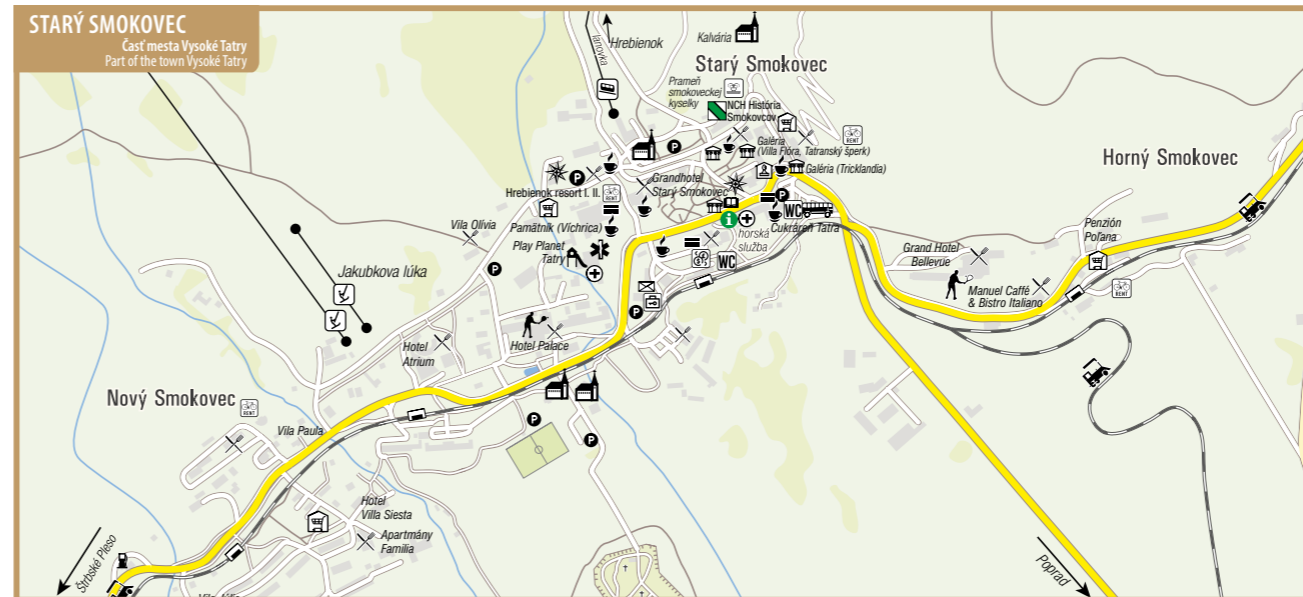 STARÝ SMOKOVEC
Časť mesta Vysoké Tatry
Part of the town Vysoké Tatry
lanovka
Hrebienok
Kalvária
Starý Smokovec
Prameň
smokoveckej
kyselky
NCH História
Smokovcov
RENT
Galéria
(Villa Flóra, Tatranský šperk)
Galéria (Tricklandia)
Horný Smokovec
P
P
Grandhotel
Starý Smokovec
Hrebienok resort I. II.
RENT
P
WC
Cukráreň Tatra
i
horská
služba
Pamätník (Vichrica)
Vila Olívia
Play Planet
Tatry
P
WC
Penzión
Poľana
Grand Hotel
Bellevue
Manuel Caffé
& Bistro Italiano
RENT
Jakubkova lúka
P
Hotel
Atrium
Hotel Palace
Nový Smokovec
RENT
Vila Paula
P
P
Hotel
Villa Siesta
Apartmány
Familia
Štrbské Pleso
Poprad